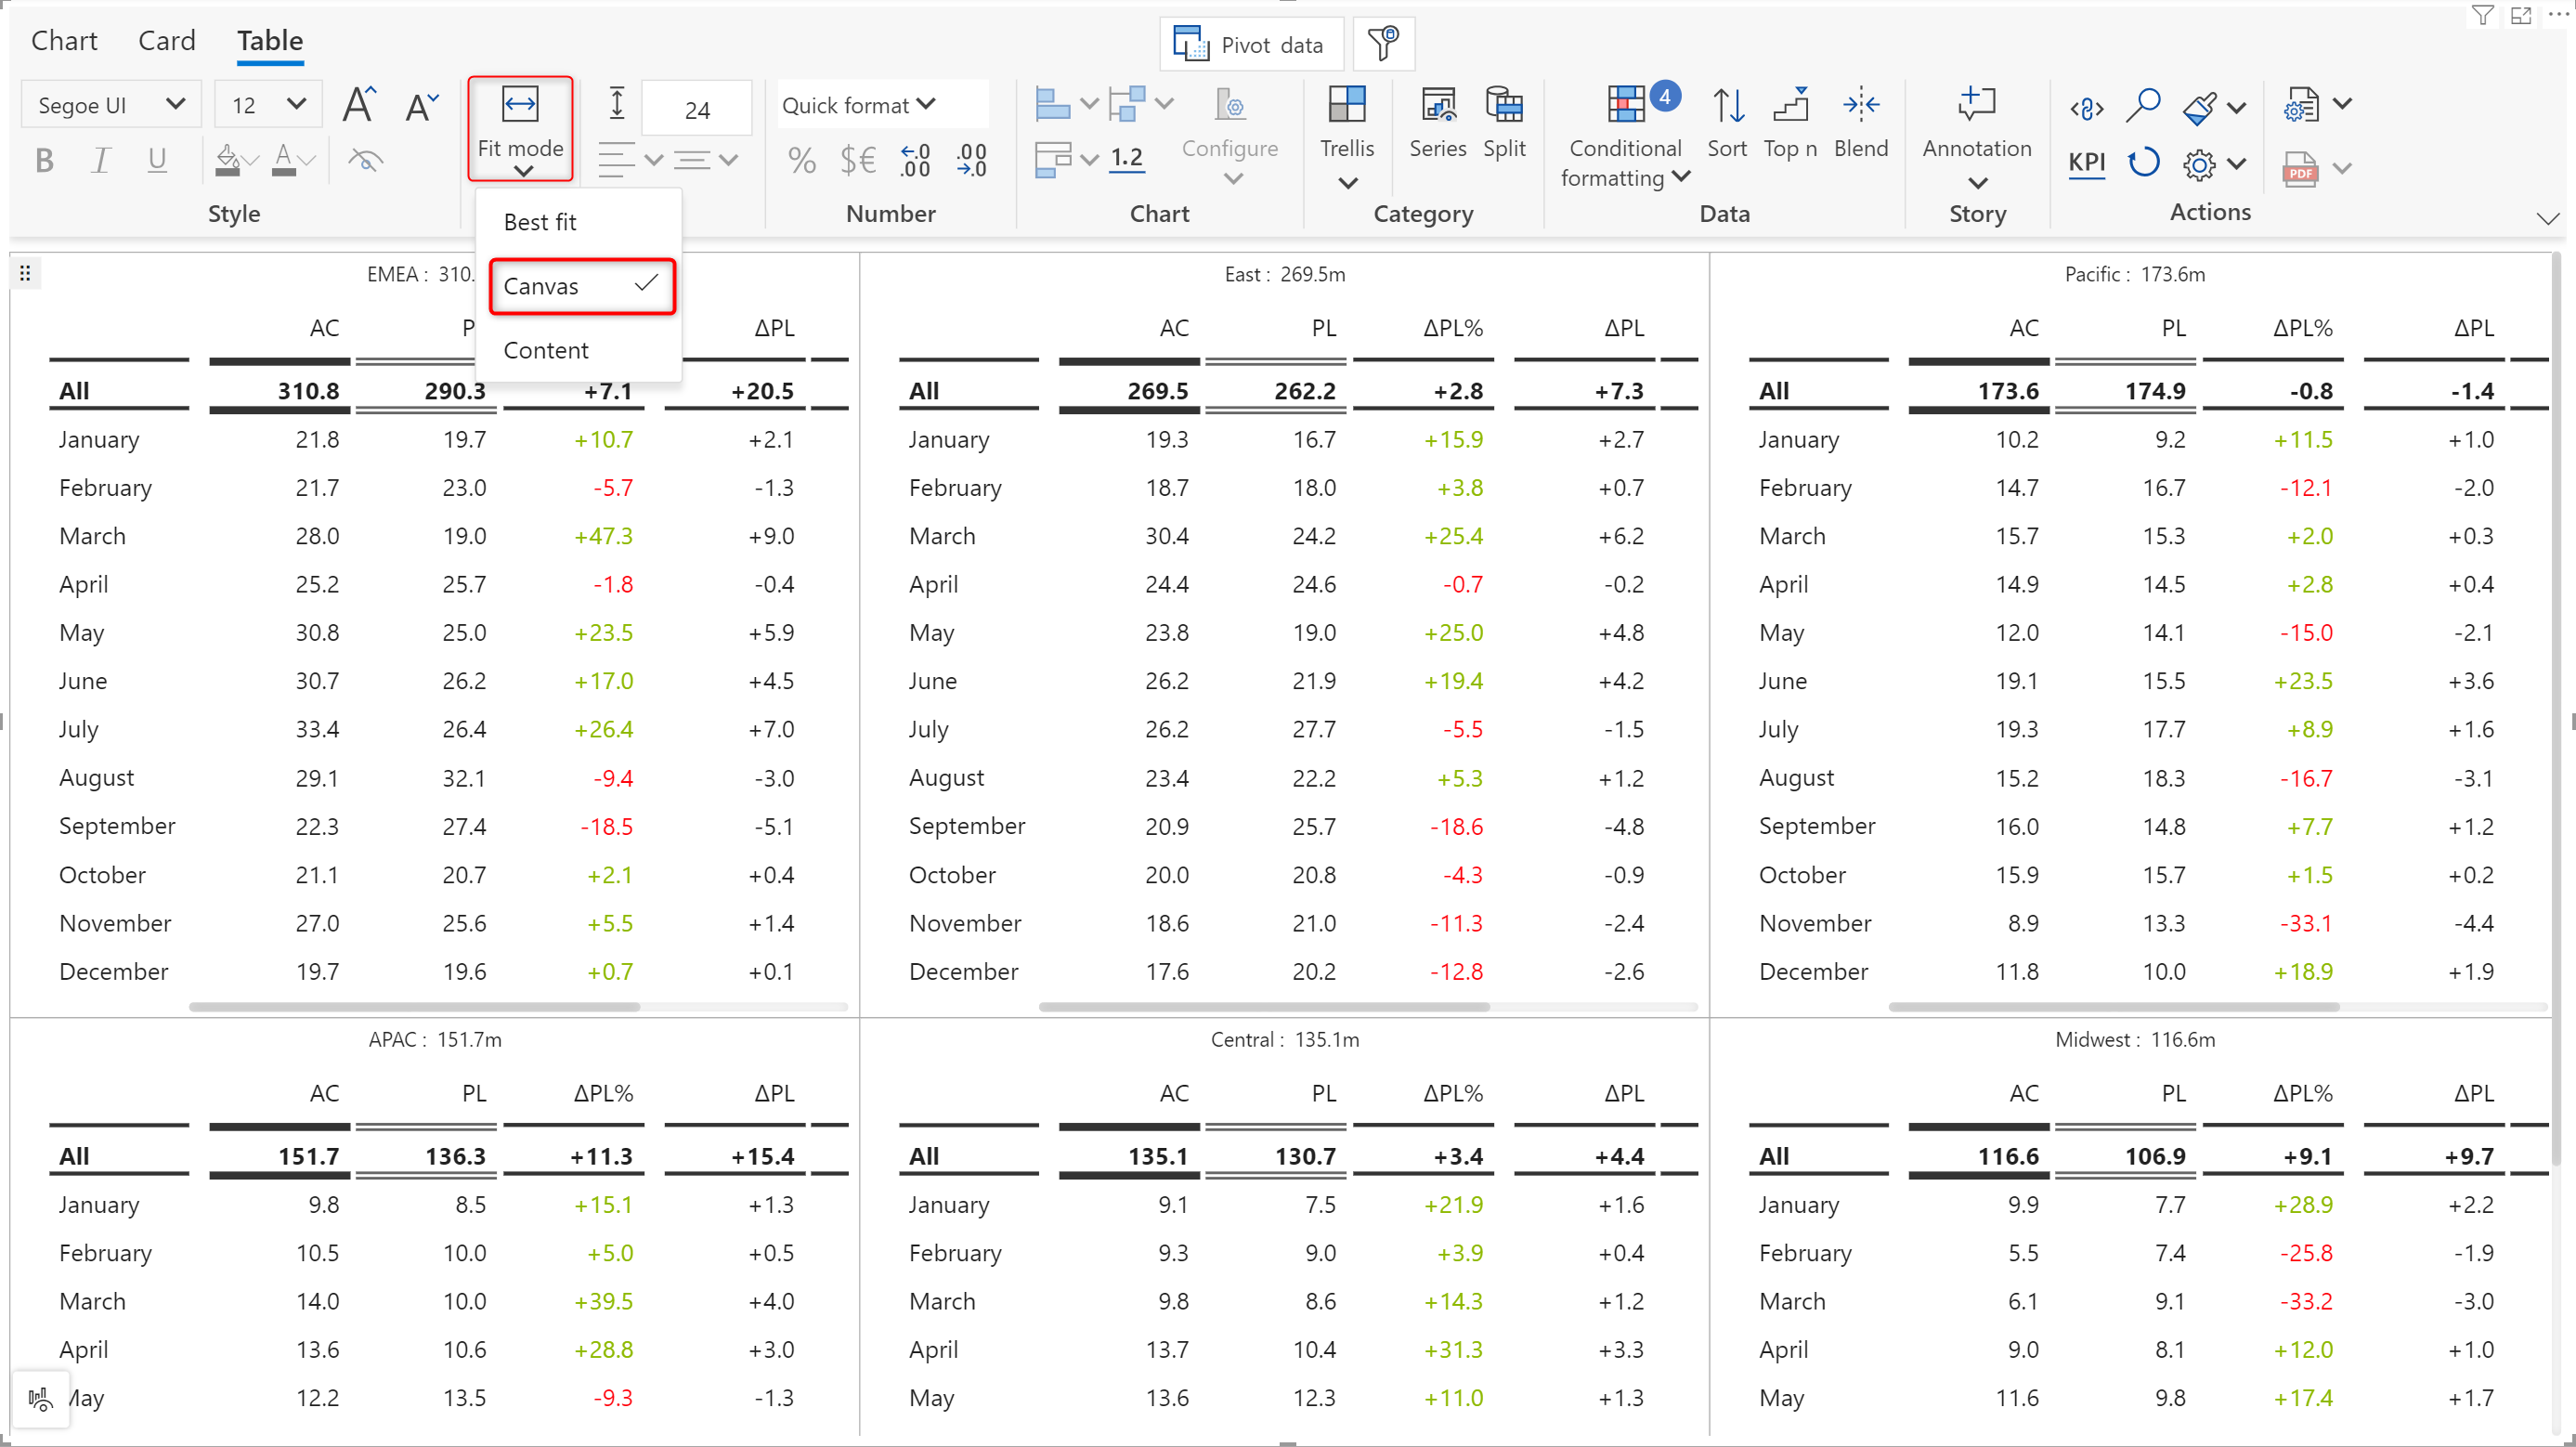 Chart Card Table
Pivot data
Segoe UI 12
Fit mode
24
Quick format
Configure
Trellis
Series Split
4
Conditional formatting
Sort Top n Blend
Annotation
B I U A
% $€ .0 .00 .00 .0
1.2
KPI
PDF
Style Number Chart Category Data Story Actions
Best fit
Canvas
Content
EMEA : 310.
AC P ΔPL
All 310.8 290.3 +7.1 +20.5
January 21.8 19.7 +10.7 +2.1
February 21.7 23.0 -5.7 -1.3
March 28.0 19.0 +47.3 +9.0
April 25.2 25.7 -1.8 -0.4
May 30.8 25.0 +23.5 +5.9
June 30.7 26.2 +17.0 +4.5
July 33.4 26.4 +26.4 +7.0
August 29.1 32.1 -9.4 -3.0
September 22.3 27.4 -18.5 -5.1
October 21.1 20.7 +2.1 +0.4
November 27.0 25.6 +5.5 +1.4
December 19.7 19.6 +0.7 +0.1
East : 269.5m
AC PL ΔPL% ΔPL
All 269.5 262.2 +2.8 +7.3
January 19.3 16.7 +15.9 +2.7
February 18.7 18.0 +3.8 +0.7
March 30.4 24.2 +25.4 +6.2
April 24.4 24.6 -0.7 -0.2
May 23.8 19.0 +25.0 +4.8
June 26.2 21.9 +19.4 +4.2
July 26.2 27.7 -5.5 -1.5
August 23.4 22.2 +5.3 +1.2
September 20.9 25.7 -18.6 -4.8
October 20.0 20.8 -4.3 -0.9
November 18.6 21.0 -11.3 -2.4
December 17.6 20.2 -12.8 -2.6
Pacific : 173.6m
AC PL ΔPL% ΔPL
All 173.6 174.9 -0.8 -1.4
January 10.2 9.2 +11.5 +1.0
February 14.7 16.7 -12.1 -2.0
March 15.7 15.3 +2.0 +0.3
April 14.9 14.5 +2.8 +0.4
May 12.0 14.1 -15.0 -2.1
June 19.1 15.5 +23.5 +3.6
July 19.3 17.7 +8.9 +1.6
August 15.2 18.3 -16.7 -3.1
September 16.0 14.8 +7.7 +1.2
October 15.9 15.7 +1.5 +0.2
November 8.9 13.3 -33.1 -4.4
December 11.8 10.0 +18.9 +1.9
APAC : 151.7m
AC PL ΔPL% ΔPL
All 151.7 136.3 +11.3 +15.4
January 9.8 8.5 +15.1 +1.3
February 10.5 10.0 +5.0 +0.5
March 14.0 10.0 +39.5 +4.0
April 13.6 10.6 +28.8 +3.0
May 12.2 13.5 -9.3 -1.3
Central : 135.1m
AC PL ΔPL% ΔPL
All 135.1 130.7 +3.4 +4.4
January 9.1 7.5 +21.9 +1.6
February 9.3 9.0 +3.9 +0.4
March 9.8 8.6 +14.3 +1.2
April 13.7 10.4 +31.3 +3.3
May 13.6 12.3 +11.0 +1.3
Midwest : 116.6m
AC PL ΔPL% ΔPL
All 116.6 106.9 +9.1 +9.7
January 9.9 7.7 +28.9 +2.2
February 5.5 7.4 -25.8 -1.9
March 6.1 9.1 -33.2 -3.0
April 9.0 8.1 +12.0 +1.0
May 11.6 9.8 +17.4 +1.7